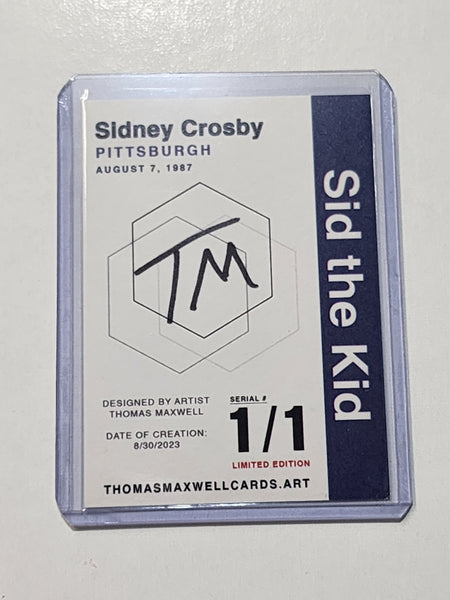 Sidney Crosby
PITTSBURGH
AUGUST 7, 1987
Sid the Kid
TM
DESIGNED BY ARTIST
THOMAS MAXWELL
DATE OF CREATION:
8/30/2023
SERIAL #
1/1
LIMITED EDITION
THOMASMAXWELLCARDS.ART